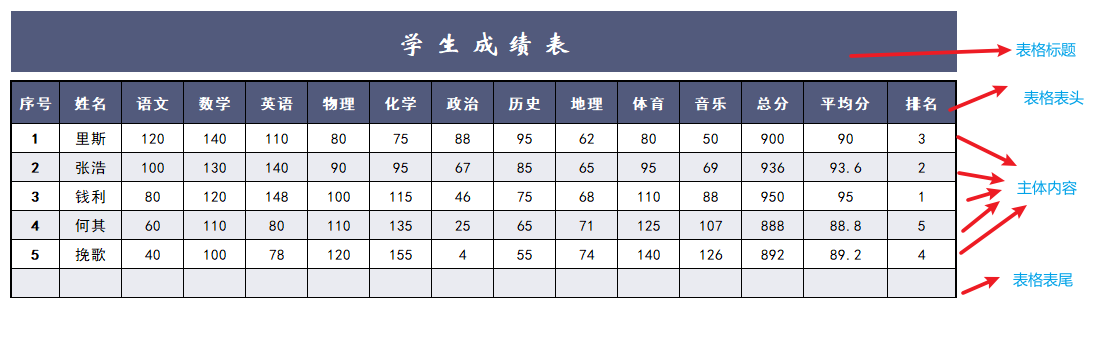 学生成绩表
表格标题
序号 姓名 语文 数学 英语 物理 化学 政治 历史 地理 体育 音乐 总分 平均分 排名
表格表头
1 里斯 120 140 110 80 75 88 95 62 80 50 900 90 3
2 张浩 100 130 140 90 95 67 85 65 95 69 936 93.6 2
3 钱利 80 120 148 100 115 46 75 68 110 88 950 95 1
主体内容
4 何其 60 110 80 110 135 25 65 71 125 107 888 88.8 5
5 挽歌 40 100 78 120 155 4 55 74 140 126 892 89.2 4
表格表尾